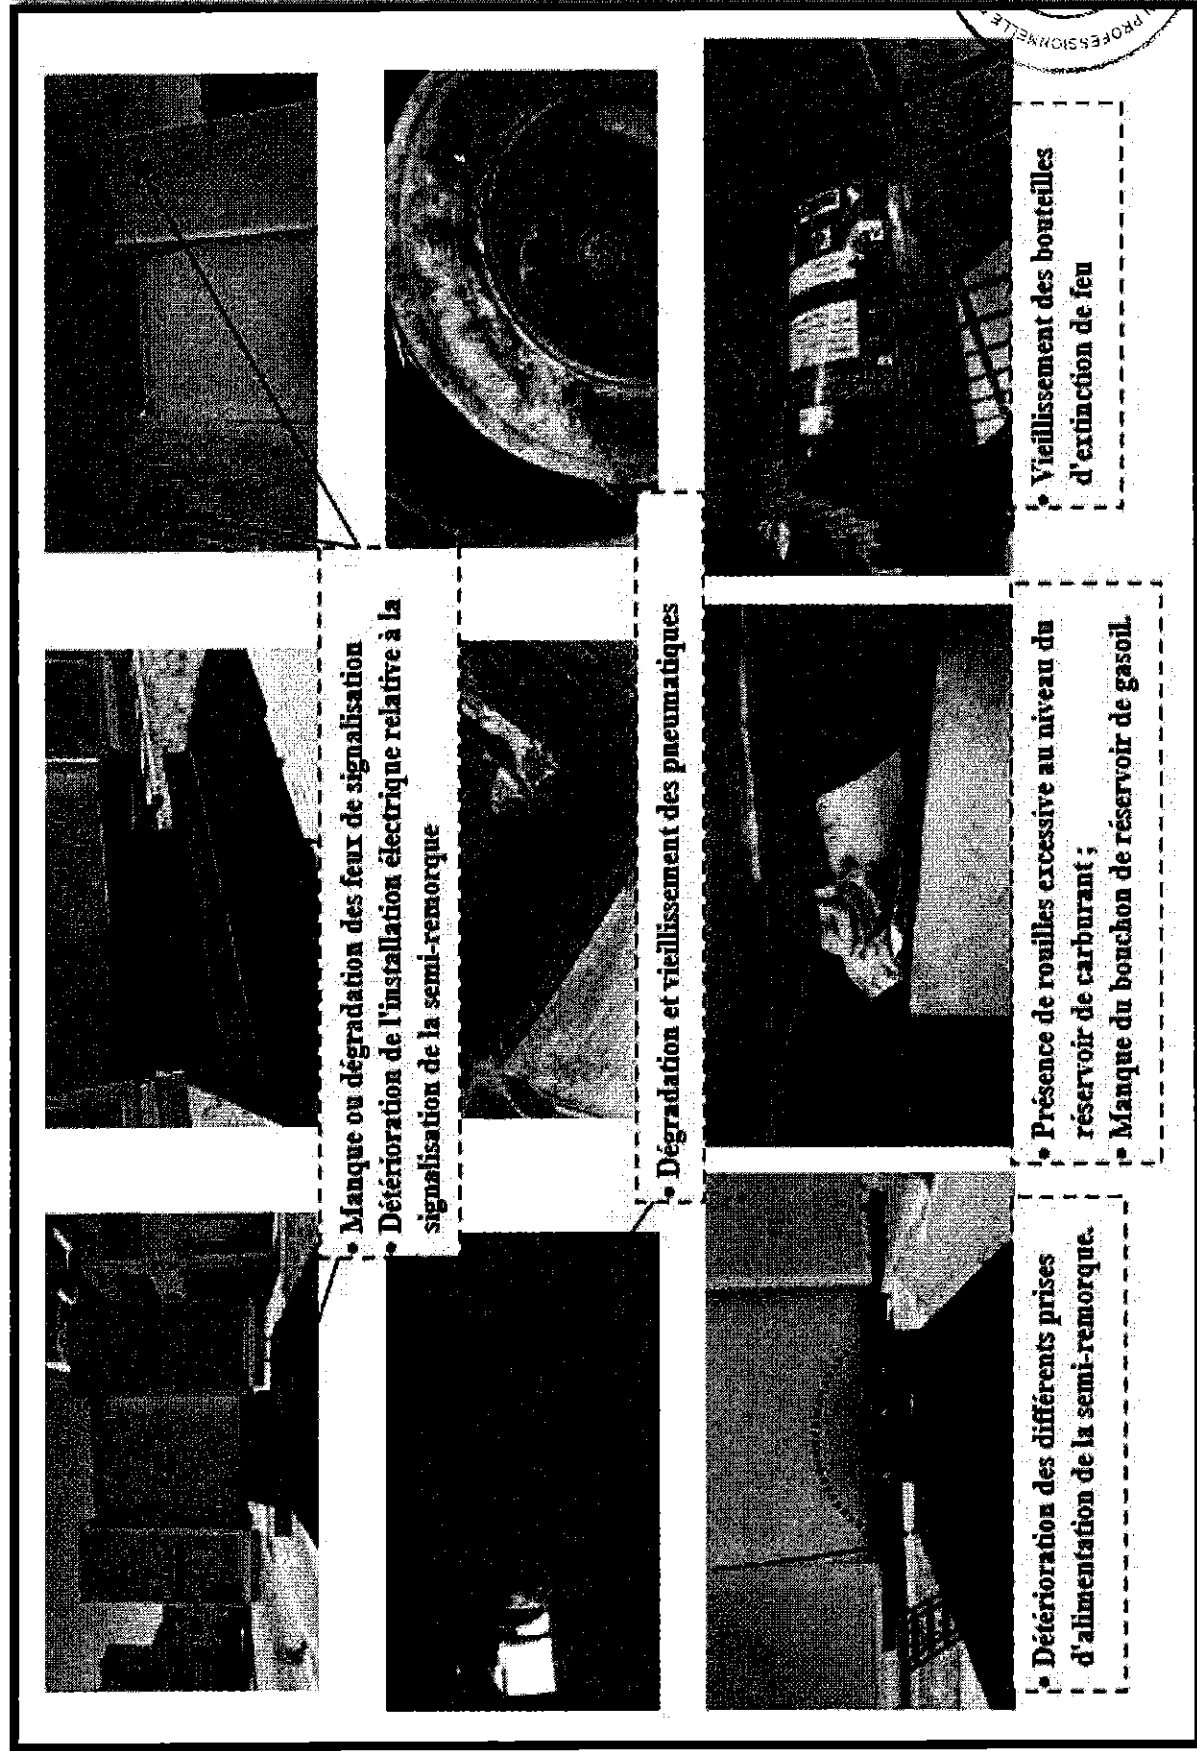 • Manque ou dégradation des feux de signalisation
• Détérioration de l'installation électrique relative à la
signalisation de la semi-remorque
• Dégradation et vieillissement des pneumatiques
• Détérioration des différents prises
d'alimentation de la semi-remorque.
• Présence de rouilles excessive au niveau du
réservoir de carburant ;
• Manque du bouchon de réservoir de gasoil.
• Vieillissement des bouteilles
d'extinction de feu
PROFESSIONNELLE